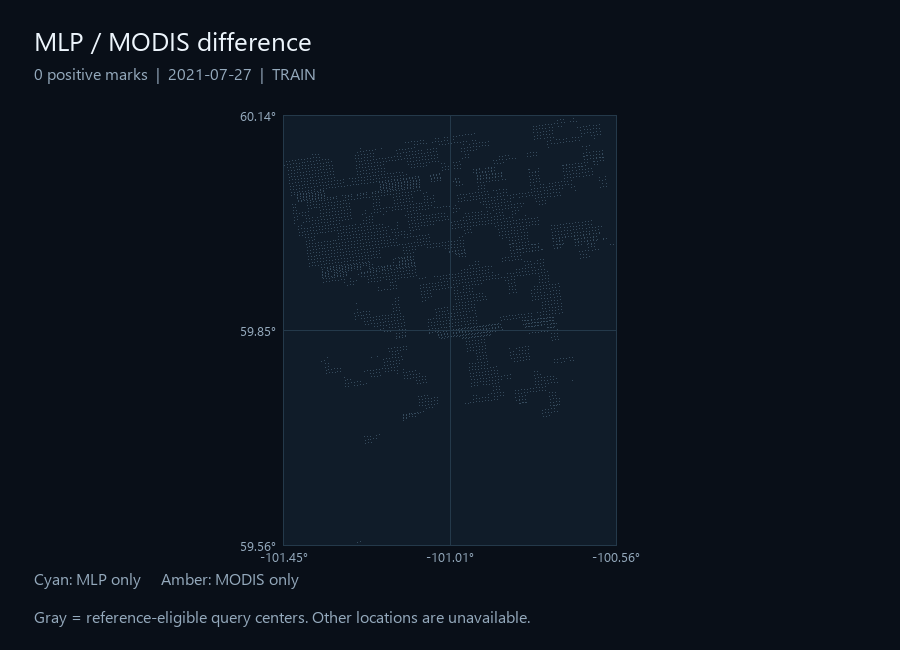 MLP / MODIS difference
0 positive marks | 2021-07-27 | TRAIN
60.14°
59.85°
59.56°
-101.45° -101.01° -100.56°
Cyan: MLP only Amber: MODIS only
Gray = reference-eligible query centers. Other locations are unavailable.